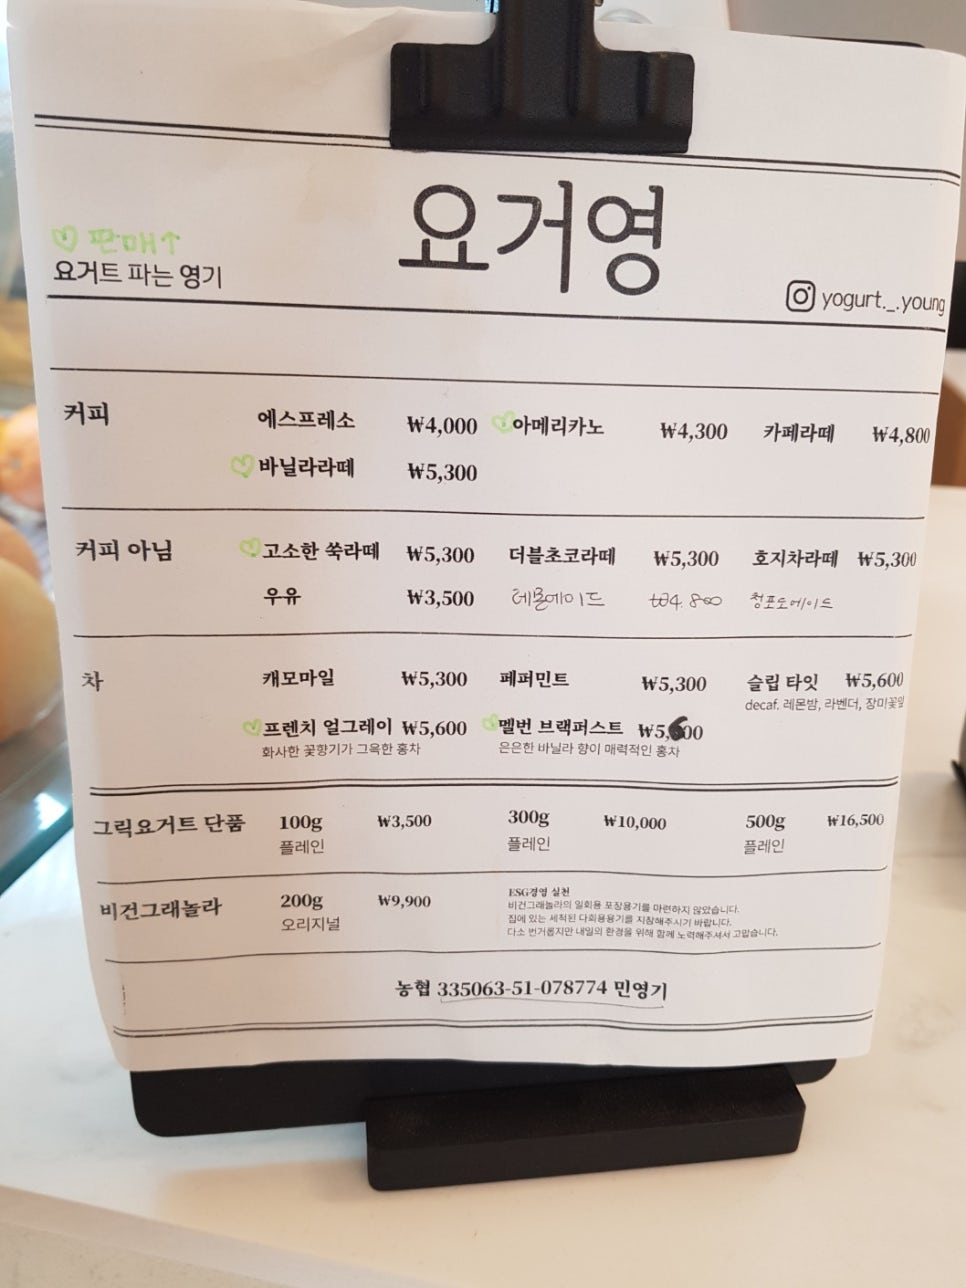 요거영
♡ 판매↑
요거트 파는 영기
yogurt._.young
커피 에스프레소 ₩4,000 ♡아메리카노 ₩4,300 카페라떼 ₩4,800
♡바닐라라떼 ₩5,300
커피 아님 ♡고소한 쑥라떼 ₩5,300 더블초코라떼 ₩5,300 호지차라떼 ₩5,300
우유 ₩3,500 레몬에이드 ₩4.800 청포도에이드
차 캐모마일 ₩5,300 페퍼민트 ₩5,300 슬립 타잇 ₩5,600
decaf. 레몬밤, 라벤더, 장미꽃잎
♡프렌치 얼그레이 ₩5,600 ♡멜번 브랙퍼스트 ₩5,600
화사한 꽃향기가 그윽한 홍차 은은한 바닐라 향이 매력적인 홍차
그릭요거트 단품 100g ₩3,500 300g ₩10,000 500g ₩16,500
플레인 플레인 플레인
비건그래놀라 200g ₩9,900
오리지널
ESG경영 실천
비건그래놀라의 일회용 포장용기를 마련하지 않았습니다.
집에 있는 세척된 다회용용기를 지참해주시기 바랍니다.
다소 번거롭지만 내일의 환경을 위해 함께 노력해주셔서 고맙습니다.
농협 335063-51-078774 민영기